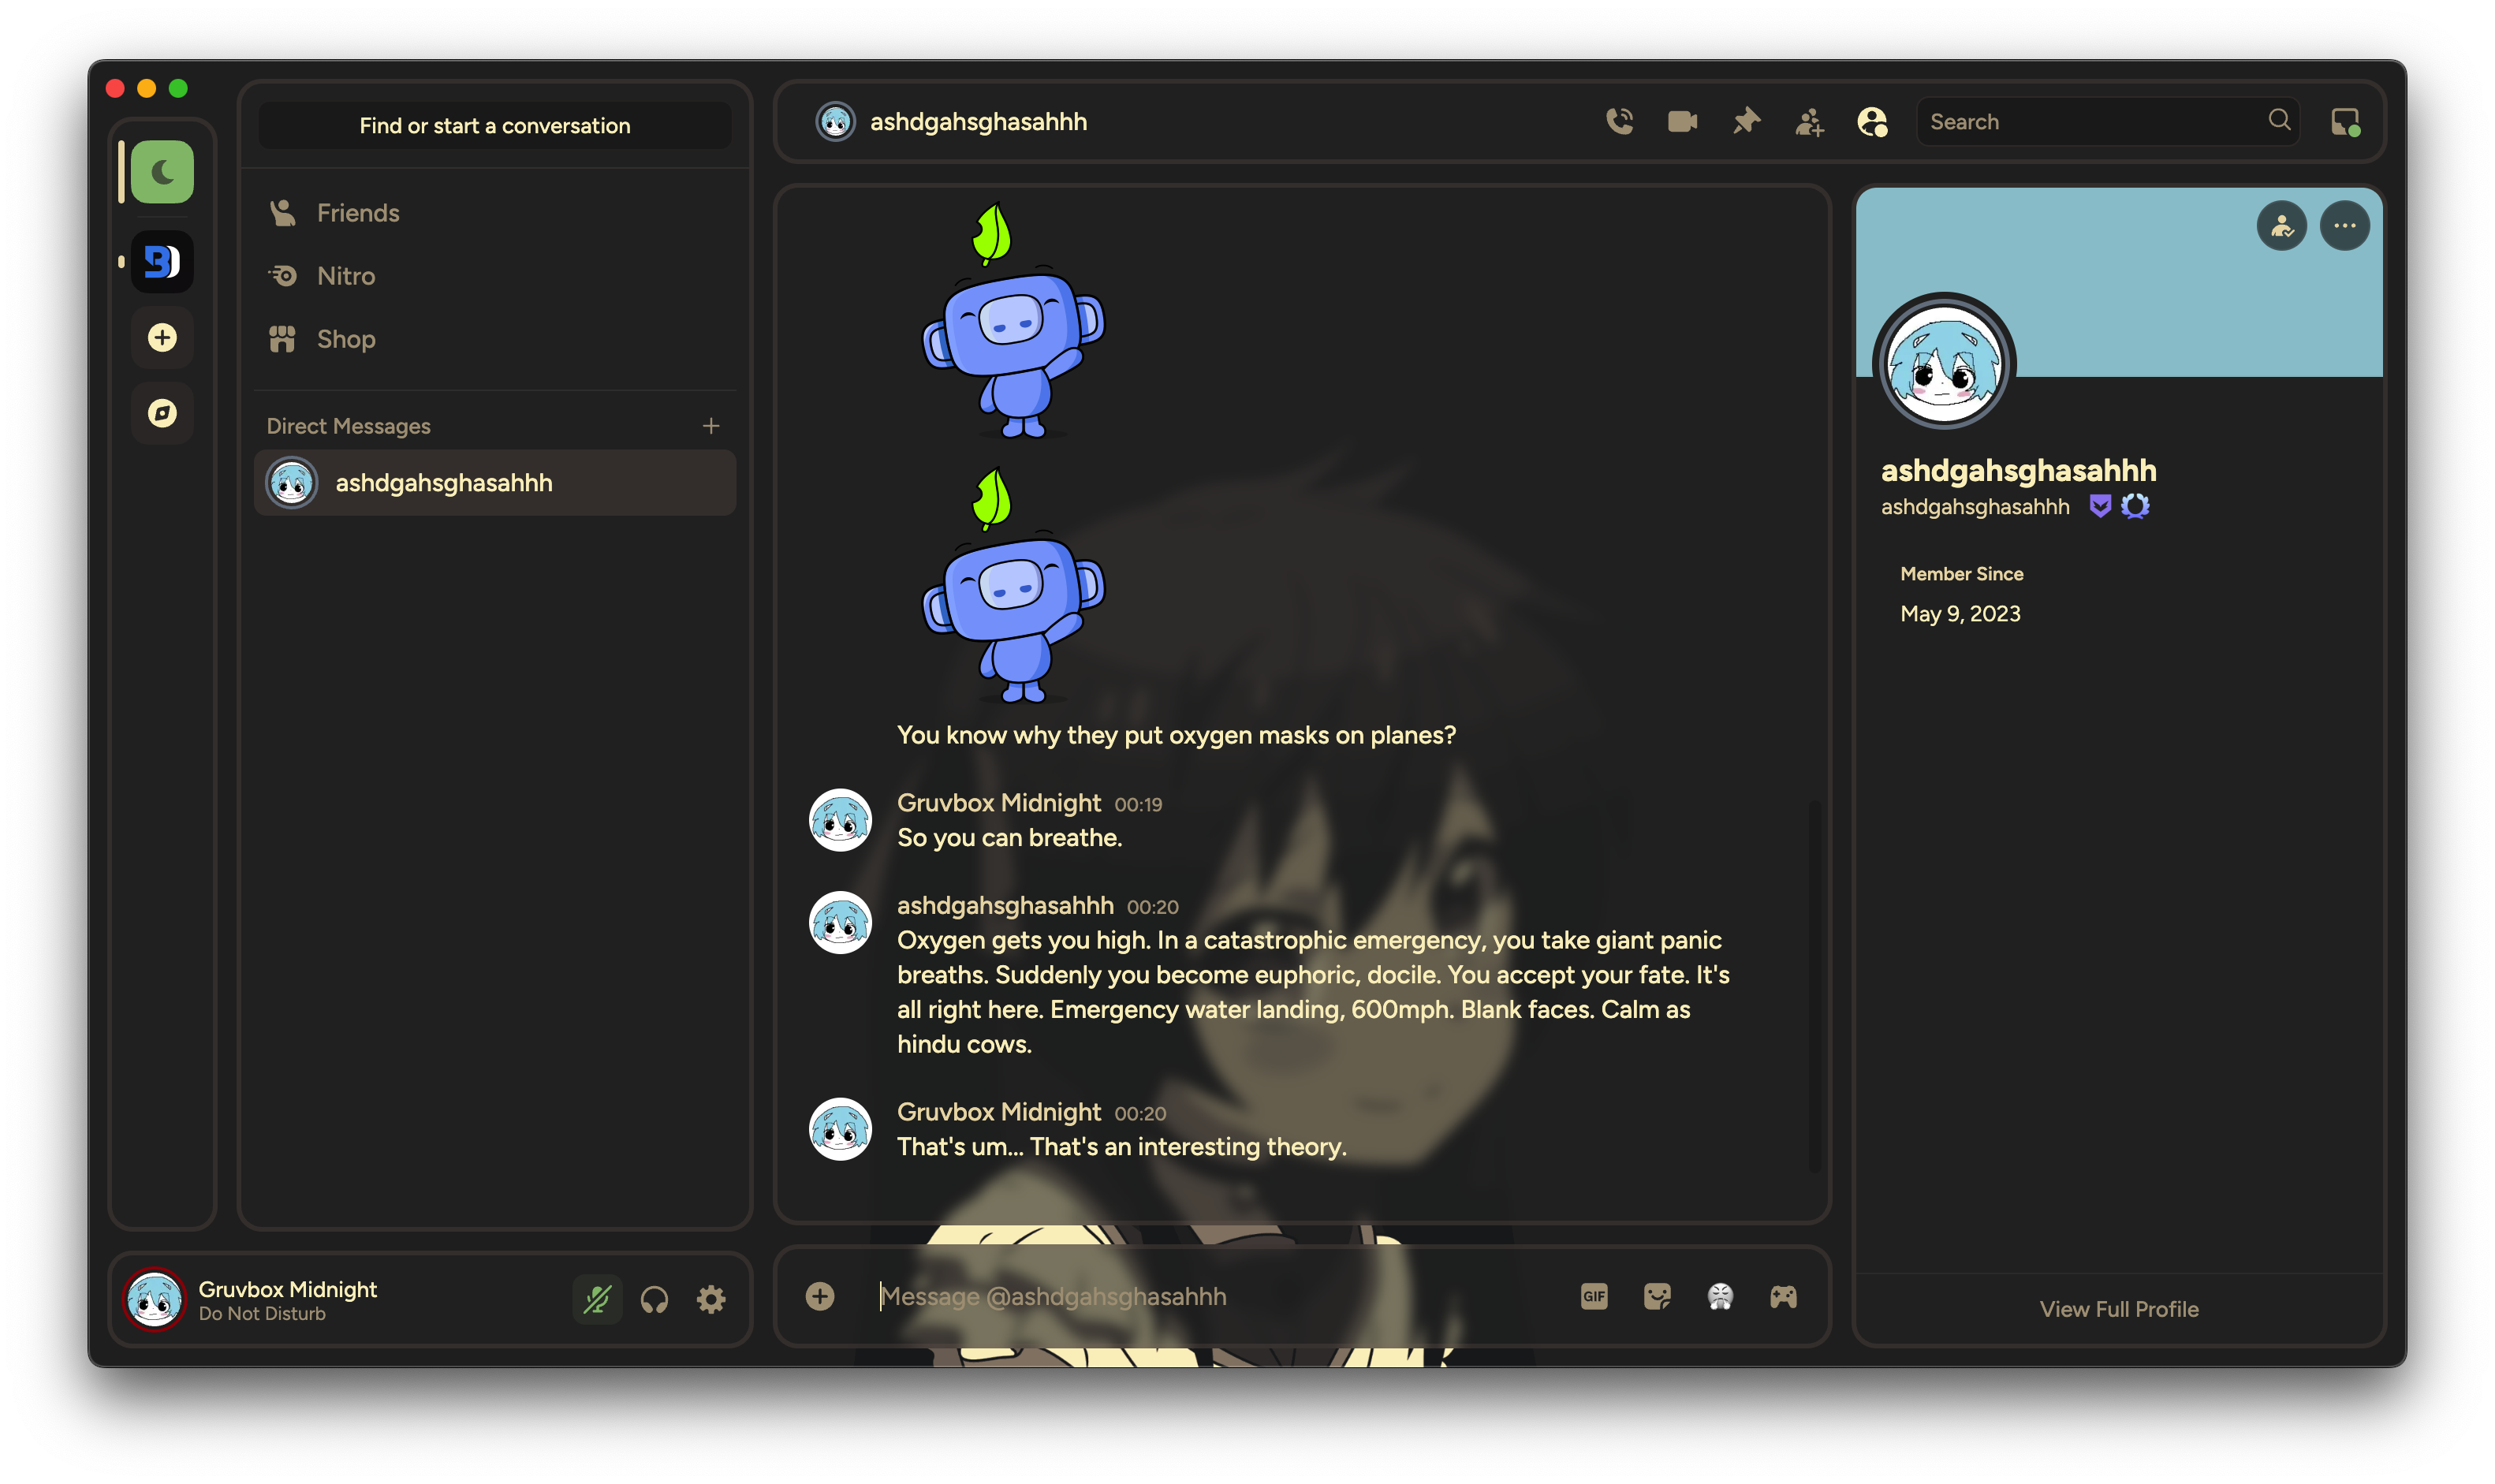 Find or start a conversation
Friends
Nitro
Shop
Direct Messages
ashdgahsghasahhh
Gruvbox Midnight
Do Not Disturb
ashdgahsghasahhh
Search
You know why they put oxygen masks on planes?
Gruvbox Midnight 00:19
So you can breathe.
ashdgahsghasahhh 00:20
Oxygen gets you high. In a catastrophic emergency, you take giant panic
breaths. Suddenly you become euphoric, docile. You accept your fate. It's
all right here. Emergency water landing, 600mph. Blank faces. Calm as
hindu cows.
Gruvbox Midnight 00:20
That's um... That's an interesting theory.
Message @ashdgahsghasahhh
GIF
ashdgahsghasahhh
ashdgahsghasahhh
Member Since
May 9, 2023
View Full Profile